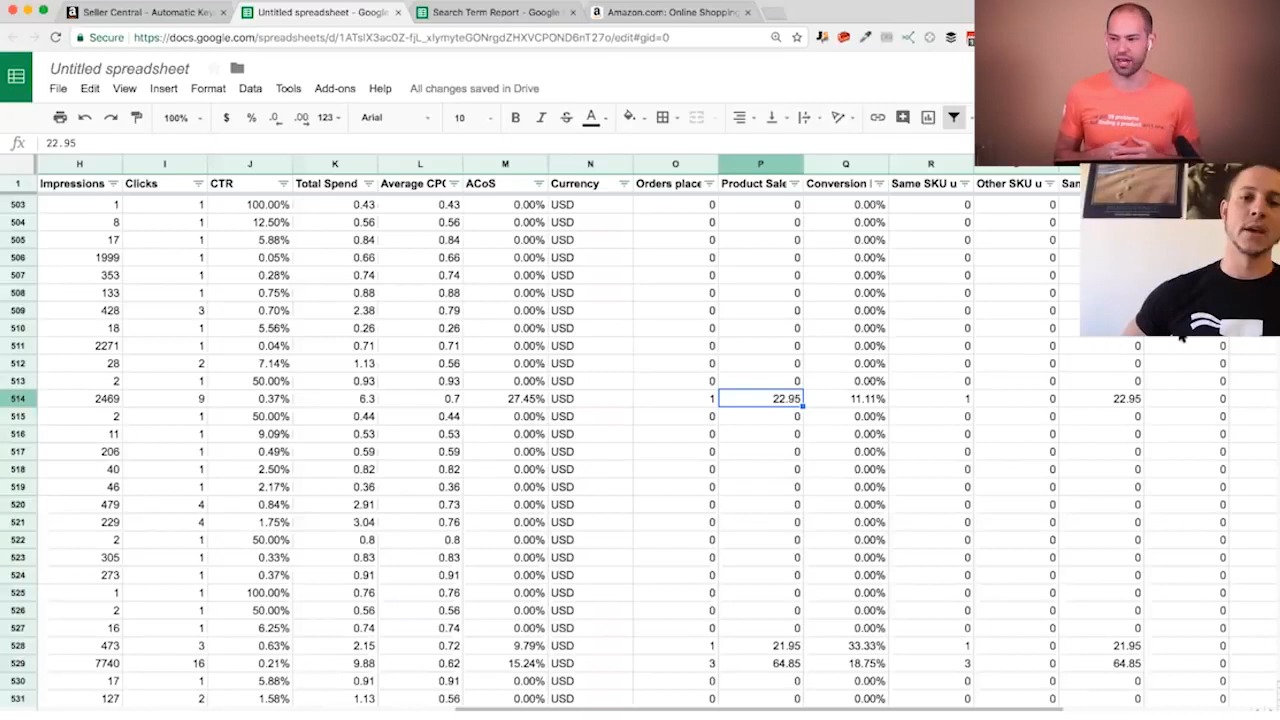 Seller Central - Automatic Key
Untitled spreadsheet - Google
Search Term Report - Google
Amazon.com: Online Shopping
Secure
https://docs.google.com/spreadsheets/d/1ATsIX3ac0Z-fjL_xlymyteGONrgdZHXVCPOND6nT27o/edit#gid=0
Untitled spreadsheet
File Edit View Insert Format Data Tools Add-ons Help All changes saved in Drive
100% $ % .0 .00 123 Arial 10 B I S A
fx 22.95
H I J K L M N O P Q R S
1 Impressions Clicks CTR Total Spend Average CPC ACoS Currency Orders place Product Sale Conversion Same SKU u Other SKU u Sam
503 1 1 100.00% 0.43 0.43 0.00% USD 0 0 0.00% 0 0
504 8 1 12.50% 0.56 0.56 0.00% USD 0 0 0.00% 0 0
505 17 1 5.88% 0.84 0.84 0.00% USD 0 0 0.00% 0 0
506 1999 1 0.05% 0.66 0.66 0.00% USD 0 0 0.00% 0 0
507 353 1 0.28% 0.74 0.74 0.00% USD 0 0 0.00% 0 0
508 133 1 0.75% 0.88 0.88 0.00% USD 0 0 0.00% 0 0
509 428 3 0.70% 2.38 0.79 0.00% USD 0 0 0.00% 0 0
510 18 1 5.56% 0.26 0.26 0.00% USD 0 0 0.00% 0 0
511 2271 1 0.04% 0.71 0.71 0.00% USD 0 0 0.00% 0 0 0 0
512 28 2 7.14% 1.13 0.56 0.00% USD 0 0 0.00% 0 0 0 0
513 2 1 50.00% 0.93 0.93 0.00% USD 0 0 0.00% 0 0 0 0
514 2469 9 0.37% 6.3 0.7 27.45% USD 1 22.95 11.11% 1 0 22.95 0
515 2 1 50.00% 0.44 0.44 0.00% USD 0 0 0.00% 0 0 0 0
516 11 1 9.09% 0.53 0.53 0.00% USD 0 0 0.00% 0 0 0 0
517 206 1 0.49% 0.59 0.59 0.00% USD 0 0 0.00% 0 0 0 0
518 40 1 2.50% 0.82 0.82 0.00% USD 0 0 0.00% 0 0 0 0
519 46 1 2.17% 0.36 0.36 0.00% USD 0 0 0.00% 0 0 0 0
520 479 4 0.84% 2.91 0.73 0.00% USD 0 0 0.00% 0 0 0 0
521 229 4 1.75% 3.04 0.76 0.00% USD 0 0 0.00% 0 0 0 0
522 2 1 50.00% 0.8 0.8 0.00% USD 0 0 0.00% 0 0 0 0
523 305 1 0.33% 0.83 0.83 0.00% USD 0 0 0.00% 0 0 0 0
524 273 1 0.37% 0.91 0.91 0.00% USD 0 0 0.00% 0 0 0 0
525 1 1 100.00% 0.76 0.76 0.00% USD 0 0 0.00% 0 0 0 0
526 2 1 50.00% 0.56 0.56 0.00% USD 0 0 0.00% 0 0 0 0
527 16 1 6.25% 0.74 0.74 0.00% USD 0 0 0.00% 0 0 0 0
528 473 3 0.63% 2.15 0.72 9.79% USD 1 21.95 33.33% 1 0 21.95 0
529 7740 16 0.21% 9.88 0.62 15.24% USD 3 64.85 18.75% 3 0 64.85 0
530 17 1 5.88% 0.91 0.91 0.00% USD 0 0 0.00% 0 0 0 0
531 127 2 1.58% 1.13 0.56 0.00% USD 0 0 0.00% 0 0 0 0